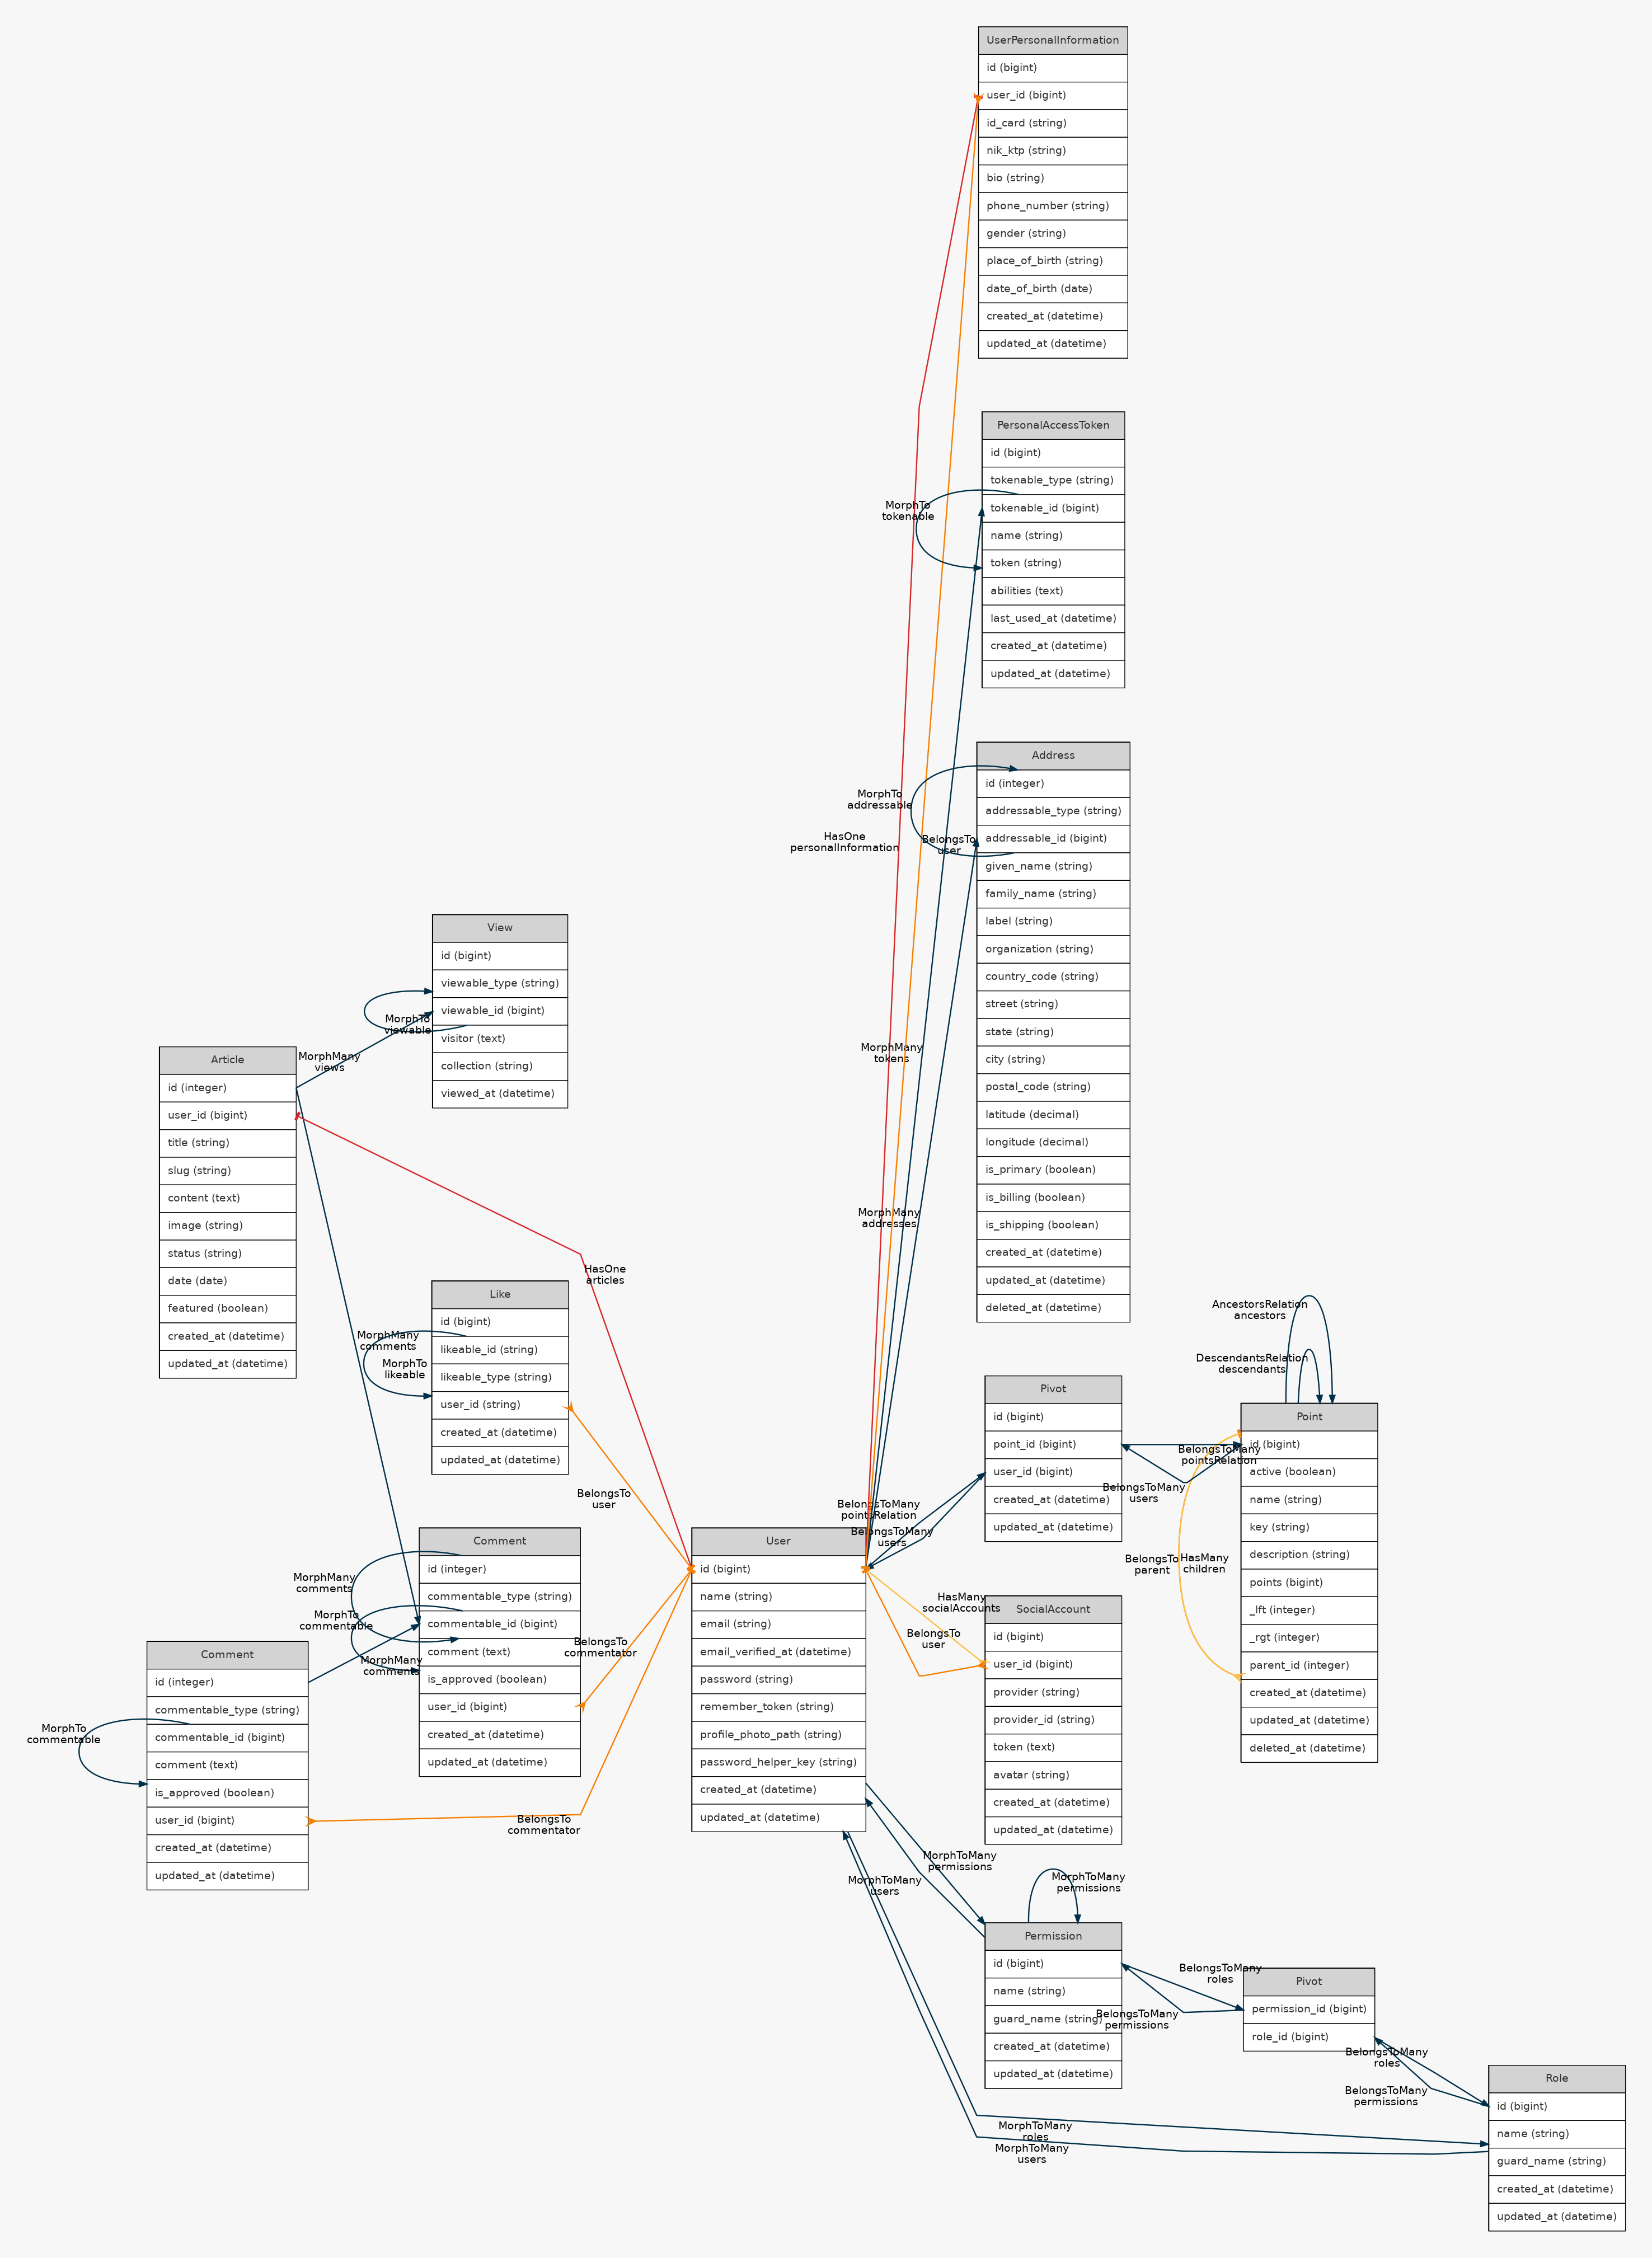 UserPersonalInformation
id (bigint)
user_id (bigint)
id_card (string)
nik_ktp (string)
bio (string)
phone_number (string)
gender (string)
place_of_birth (string)
date_of_birth (date)
created_at (datetime)
updated_at (datetime)
PersonalAccessToken
id (bigint)
tokenable_type (string)
tokenable_id (bigint)
name (string)
token (string)
abilities (text)
last_used_at (datetime)
created_at (datetime)
updated_at (datetime)
MorphTo
tokenable
Address
id (integer)
addressable_type (string)
addressable_id (bigint)
given_name (string)
family_name (string)
label (string)
organization (string)
country_code (string)
street (string)
state (string)
city (string)
postal_code (string)
latitude (decimal)
longitude (decimal)
is_primary (boolean)
is_billing (boolean)
is_shipping (boolean)
created_at (datetime)
updated_at (datetime)
deleted_at (datetime)
MorphTo
addressable
HasOne
personalInformation
BelongsTo
user
MorphMany
tokens
MorphMany
addresses
View
id (bigint)
viewable_type (string)
viewable_id (bigint)
visitor (text)
collection (string)
viewed_at (datetime)
MorphTo
viewable
MorphMany
views
Article
id (integer)
user_id (bigint)
title (string)
slug (string)
content (text)
image (string)
status (string)
date (date)
featured (boolean)
created_at (datetime)
updated_at (datetime)
HasOne
articles
Like
id (bigint)
likeable_id (string)
likeable_type (string)
user_id (string)
created_at (datetime)
updated_at (datetime)
MorphMany
comments
MorphTo
likeable
BelongsTo
user
Comment
id (integer)
commentable_type (string)
commentable_id (bigint)
comment (text)
is_approved (boolean)
user_id (bigint)
created_at (datetime)
updated_at (datetime)
MorphMany
comments
MorphTo
commentable
MorphMany
comments
BelongsTo
commentator
Comment
id (integer)
commentable_type (string)
commentable_id (bigint)
comment (text)
is_approved (boolean)
user_id (bigint)
created_at (datetime)
updated_at (datetime)
MorphTo
commentable
BelongsTo
commentator
User
id (bigint)
name (string)
email (string)
email_verified_at (datetime)
password (string)
remember_token (string)
profile_photo_path (string)
password_helper_key (string)
created_at (datetime)
updated_at (datetime)
BelongsToMany
pointsRelation
BelongsToMany
users
Pivot
id (bigint)
point_id (bigint)
user_id (bigint)
created_at (datetime)
updated_at (datetime)
BelongsToMany
pointsRelation
BelongsToMany
users
AncestorsRelation
ancestors
DescendantsRelation
descendants
Point
id (bigint)
active (boolean)
name (string)
key (string)
description (string)
points (bigint)
_lft (integer)
_rgt (integer)
parent_id (integer)
created_at (datetime)
updated_at (datetime)
deleted_at (datetime)
BelongsTo
parent
HasMany
children
HasMany
socialAccounts
BelongsTo
user
SocialAccount
id (bigint)
user_id (bigint)
provider (string)
provider_id (string)
token (text)
avatar (string)
created_at (datetime)
updated_at (datetime)
MorphToMany
permissions
MorphToMany
users
MorphToMany
permissions
Permission
id (bigint)
name (string)
guard_name (string)
created_at (datetime)
updated_at (datetime)
BelongsToMany
roles
BelongsToMany
permissions
Pivot
permission_id (bigint)
role_id (bigint)
BelongsToMany
roles
BelongsToMany
permissions
Role
id (bigint)
name (string)
guard_name (string)
created_at (datetime)
updated_at (datetime)
MorphToMany
roles
MorphToMany
users